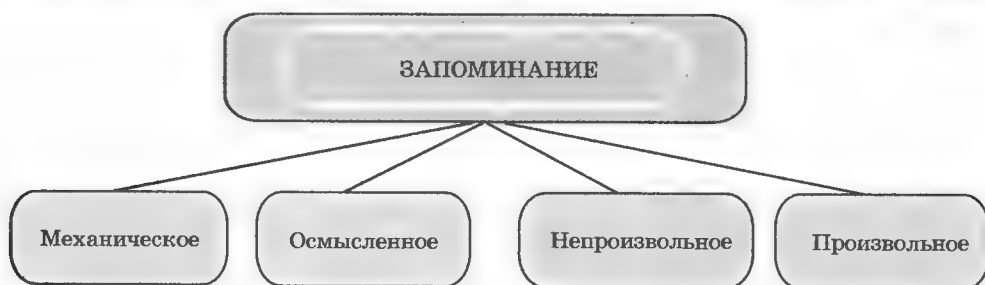 ЗАПОМИНАНИЕ
Механическое
Осмысленное
Непроизвольное
Произвольное